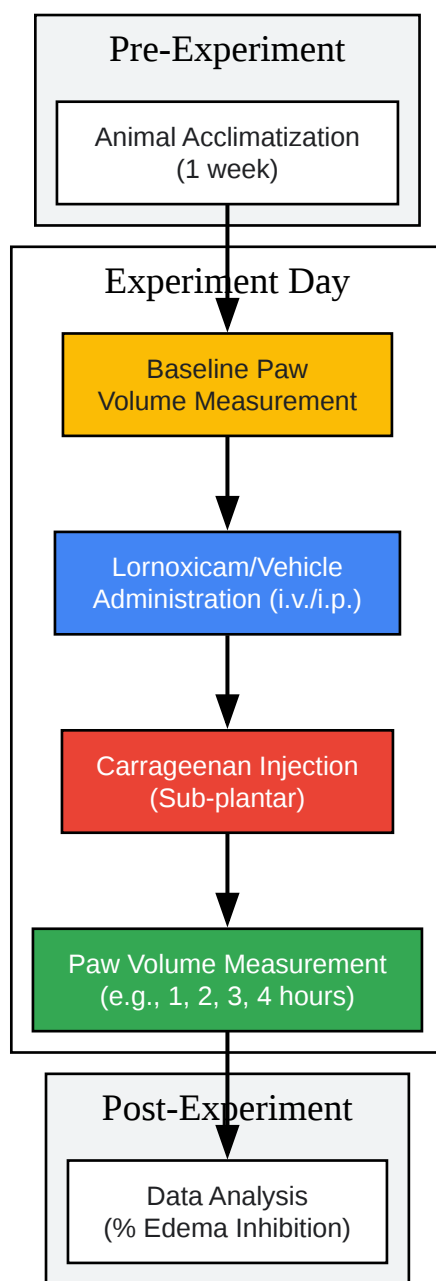 Pre-Experiment
Animal Acclimatization
(1 week)
Experiment Day
Baseline Paw
Volume Measurement
Lornoxicam/Vehicle
Administration (i.v./i.p.)
Carrageenan Injection
(Sub-plantar)
Paw Volume Measurement
(e.g., 1, 2, 3, 4 hours)
Post-Experiment
Data Analysis
(% Edema Inhibition)